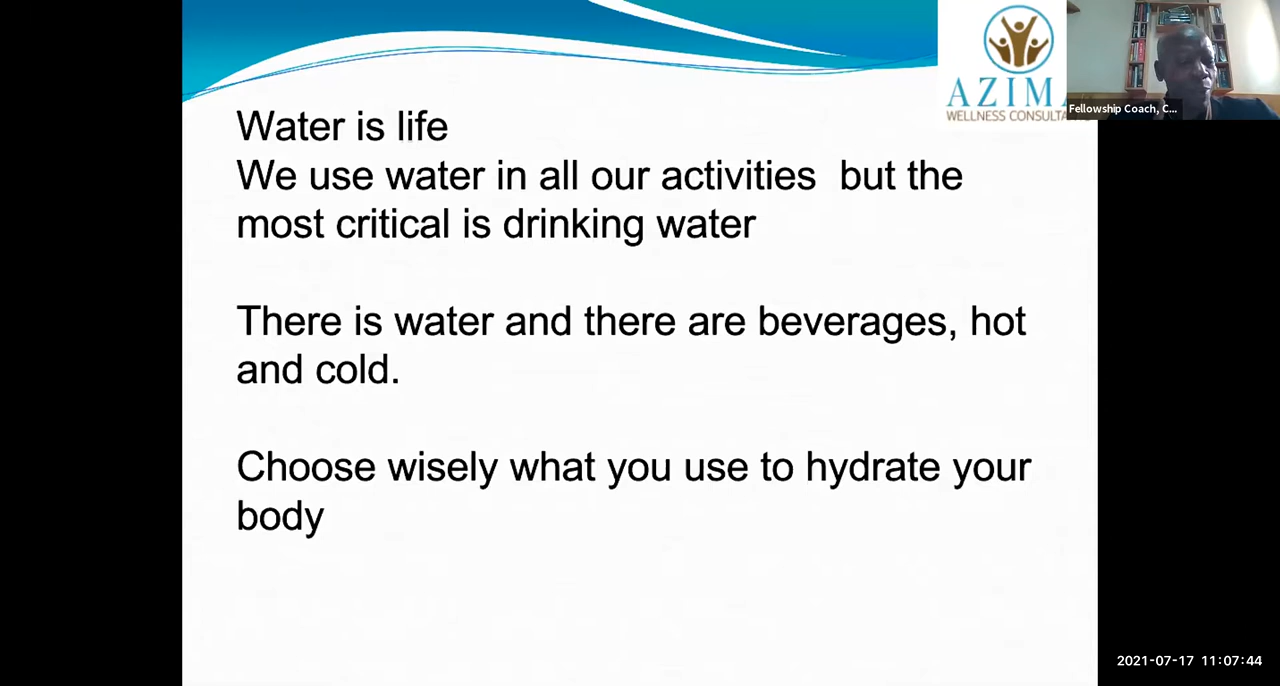 Water is life
We use water in all our activities  but the
most critical is drinking water
There is water and there are beverages, hot
and cold.
Choose wisely what you use to hydrate your
body
AZIM
WELLNESS CONSULTA
Fellowship Coach, C...
2021-07-17 11:07:44